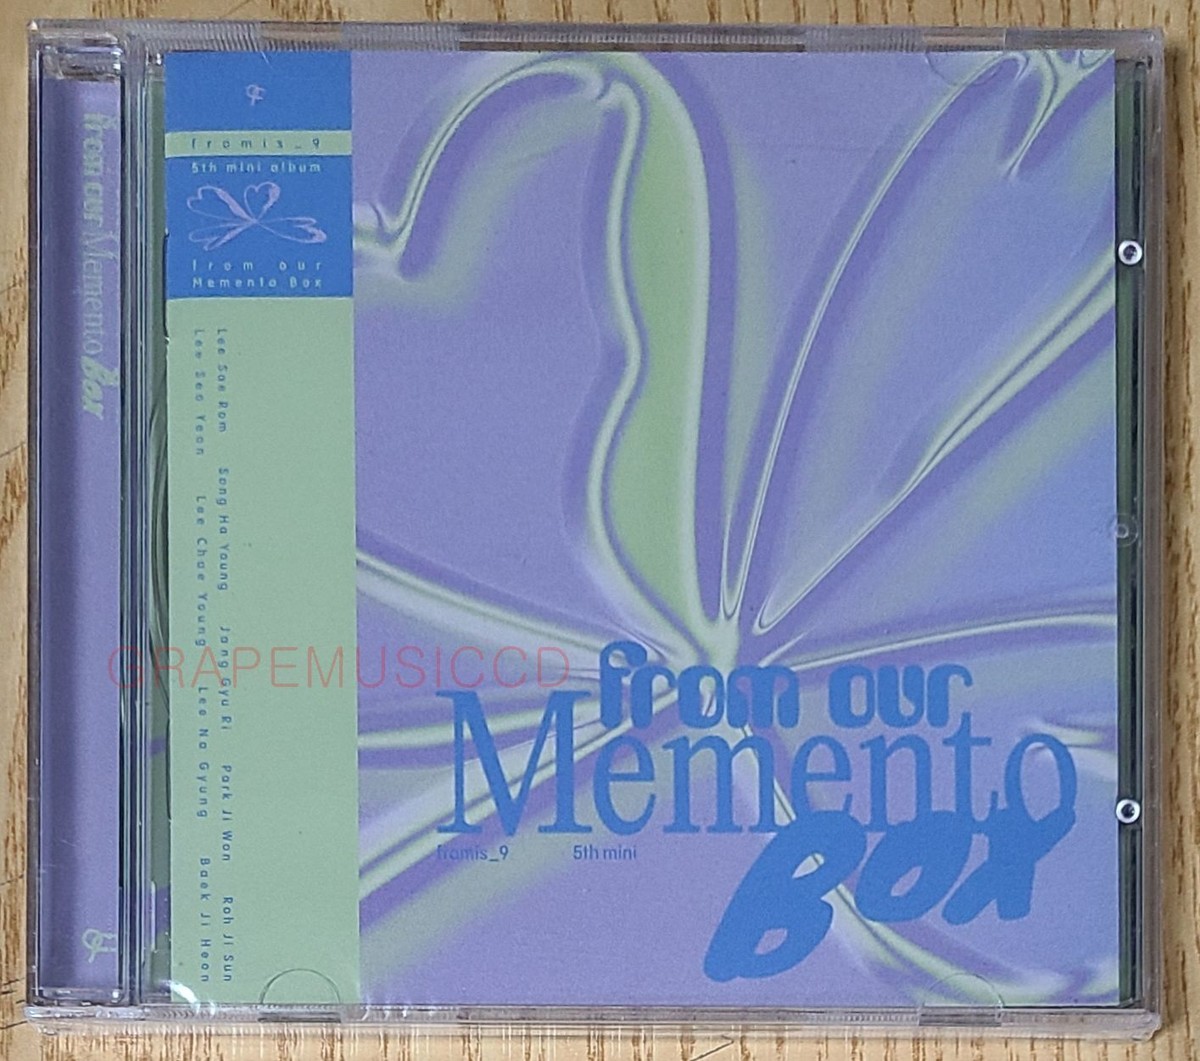 from our Memento Box
fromis_9
5th mini album
from our
Memento Box
Lee Sae Rom Song Ha Young Jang Gyu Ri Park Ji Won Roh Ji Sun
Lee Seo Yeon Lee Chae Young Lee Na Gyung Baek Ji Heon
GRAPEMUSICCD
from our
Memento
Box
fromis_9 5th mini